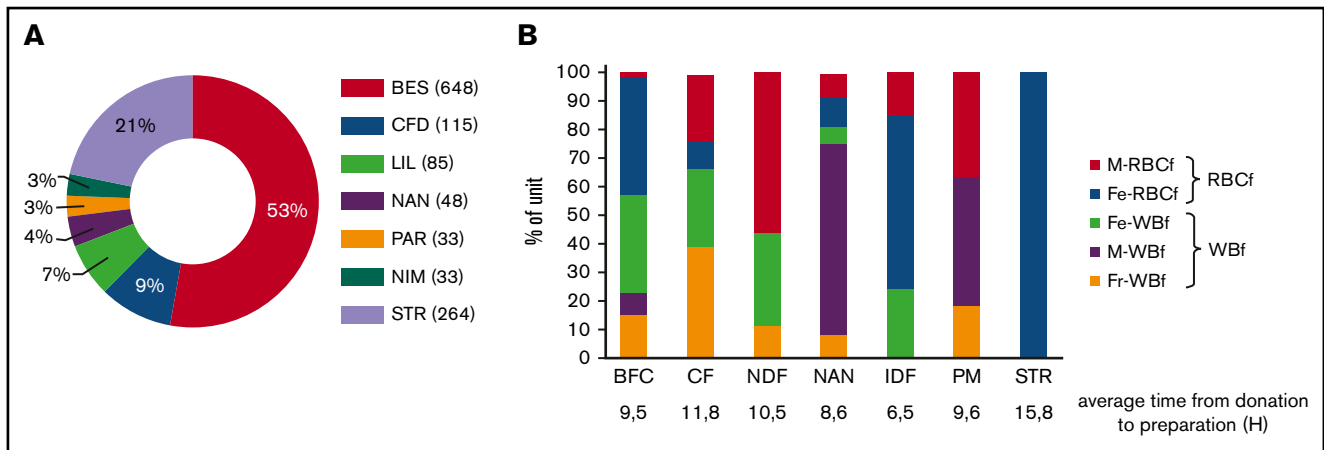 A
BES (648)
CFD (115)
LIL (85)
NAN (48)
PAR (33)
NIM (33)
STR (264)
53%
9%
7%
4%
3%
3%
21%
B
% of unit
100
90
80
70
60
50
40
30
20
10
0
BFC CF NDF NAN IDF PM STR
9,5 11,8 10,5 8,6 6,5 9,6 15,8
average time from donation
to preparation (H)
M-RBCf
Fe-RBCf
RBCf
Fe-WBf
M-WBf
Fr-WBf
WBf